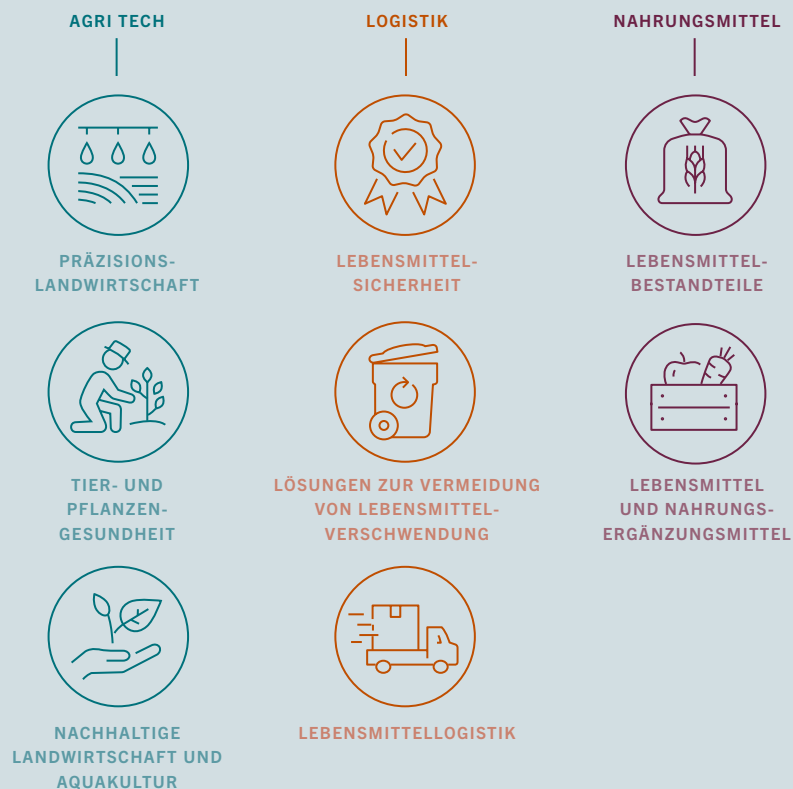 AGRI TECH
PRÄZISIONS-
LANDWIRTSCHAFT
TIER- UND
PFLANZEN-
GESUNDHEIT
NACHHALTIGE
LANDWIRTSCHAFT UND
AQUAKULTUR
LOGISTIK
LEBENSMITTEL-
SICHERHEIT
LÖSUNGEN ZUR VERMEIDUNG
VON LEBENSMITTEL-
VERSCHWENDUNG
LEBENSMITTELLOGISTIK
NAHRUNGSMITTEL
LEBENSMITTEL-
BESTANDTEILE
LEBENSMITTEL
UND NAHRUNGS-
ERGÄNZUNGSMITTEL